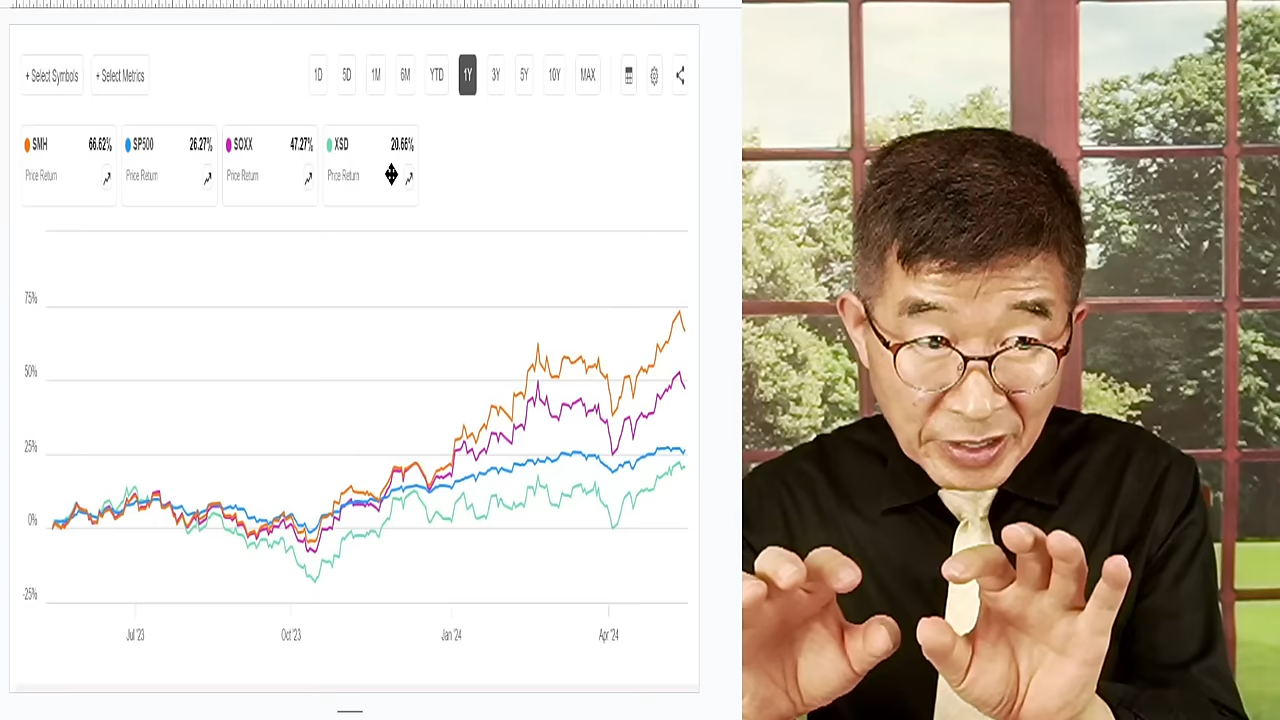 + Select Symbols + Select Metrics 1D 5D 1M 6M YTD 1Y 3Y 5Y 10Y MAX
SMH 66.62% SP500 26.27% SOXX 47.27% XSD 20.66%
Price Return Price Return Price Return Price Return
75%
50%
25%
0%
-25%
Jul '23 Oct '23 Jan '24 Apr '24